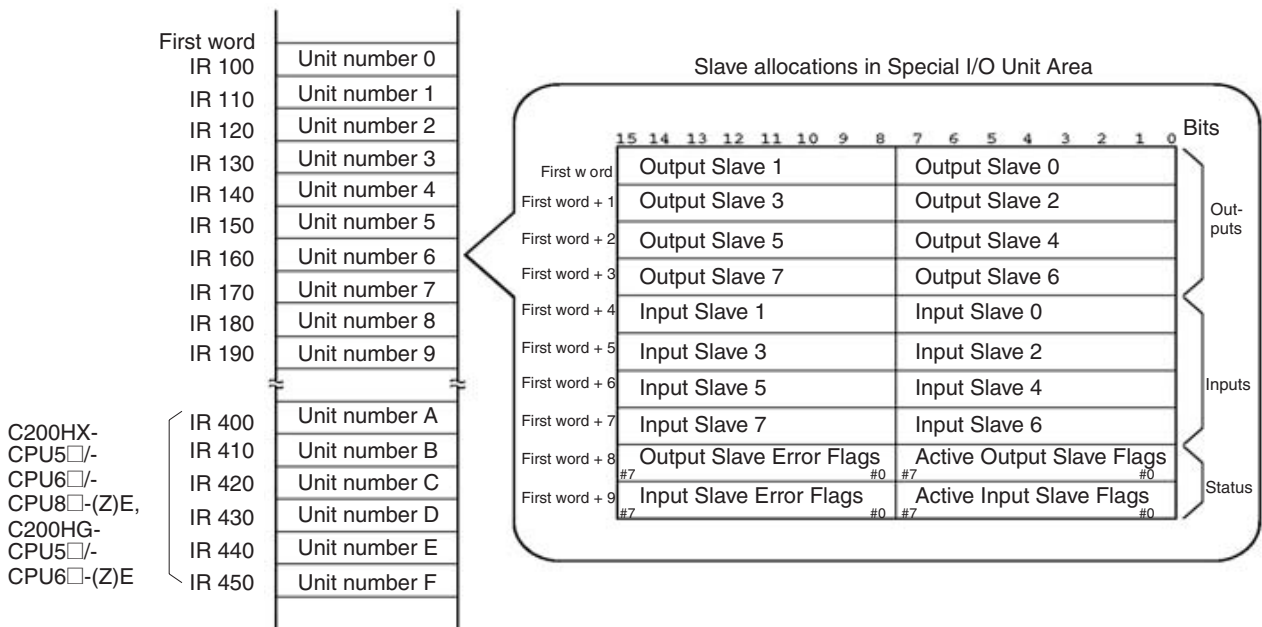 First word
IR 100 Unit number 0
IR 110 Unit number 1
IR 120 Unit number 2
IR 130 Unit number 3
IR 140 Unit number 4
IR 150 Unit number 5
IR 160 Unit number 6
IR 170 Unit number 7
IR 180 Unit number 8
IR 190 Unit number 9
C200HX-
CPU5□/-
CPU6□/-
CPU8□-(Z)E,
C200HG-
CPU5□/-
CPU6□-(Z)E
IR 400 Unit number A
IR 410 Unit number B
IR 420 Unit number C
IR 430 Unit number D
IR 440 Unit number E
IR 450 Unit number F
Slave allocations in Special I/O Unit Area
15 14 13 12 11 10 9 8 7 6 5 4 3 2 1 0 Bits
First w ord Output Slave 1 Output Slave 0
First word + 1 Output Slave 3 Output Slave 2
First word + 2 Output Slave 5 Output Slave 4
First word + 3 Output Slave 7 Output Slave 6
Out-
puts
First word + 4 Input Slave 1 Input Slave 0
First word + 5 Input Slave 3 Input Slave 2
First word + 6 Input Slave 5 Input Slave 4
First word + 7 Input Slave 7 Input Slave 6
Inputs
First word + 8 Output Slave Error Flags Active Output Slave Flags
#7 #0 #7 #0
First word + 9 Input Slave Error Flags Active Input Slave Flags
#7 #0 #7 #0
Status